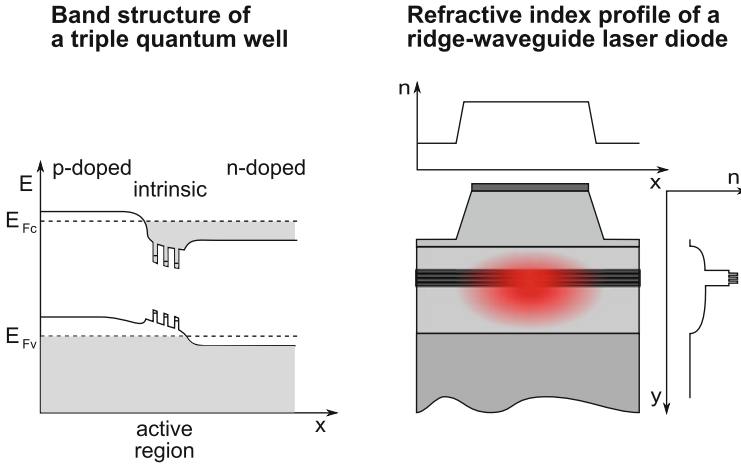 Band structure of
a triple quantum well
Refractive index profile of a
ridge-waveguide laser diode
n
x
p-doped
n-doped
intrinsic
E
E Fc
E Fv
x
active
region
n
y